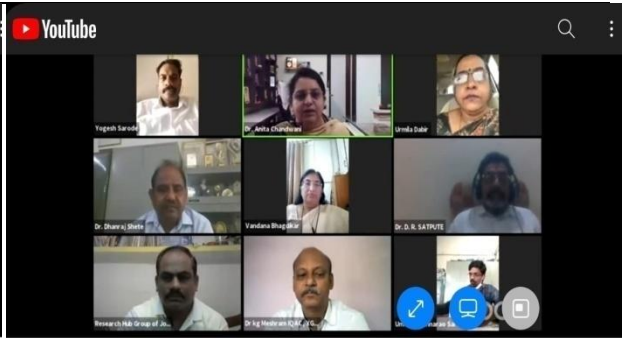 YouTube
Yogesh Sarode
Dr. Anita Chandwani
Urmila Dabir
Dr. Dhanraj Shete
Vandana Bhagdikar
Dr. D. R. SATPUTE
Research Hub Group of
Dr kg Meshram IQAC,